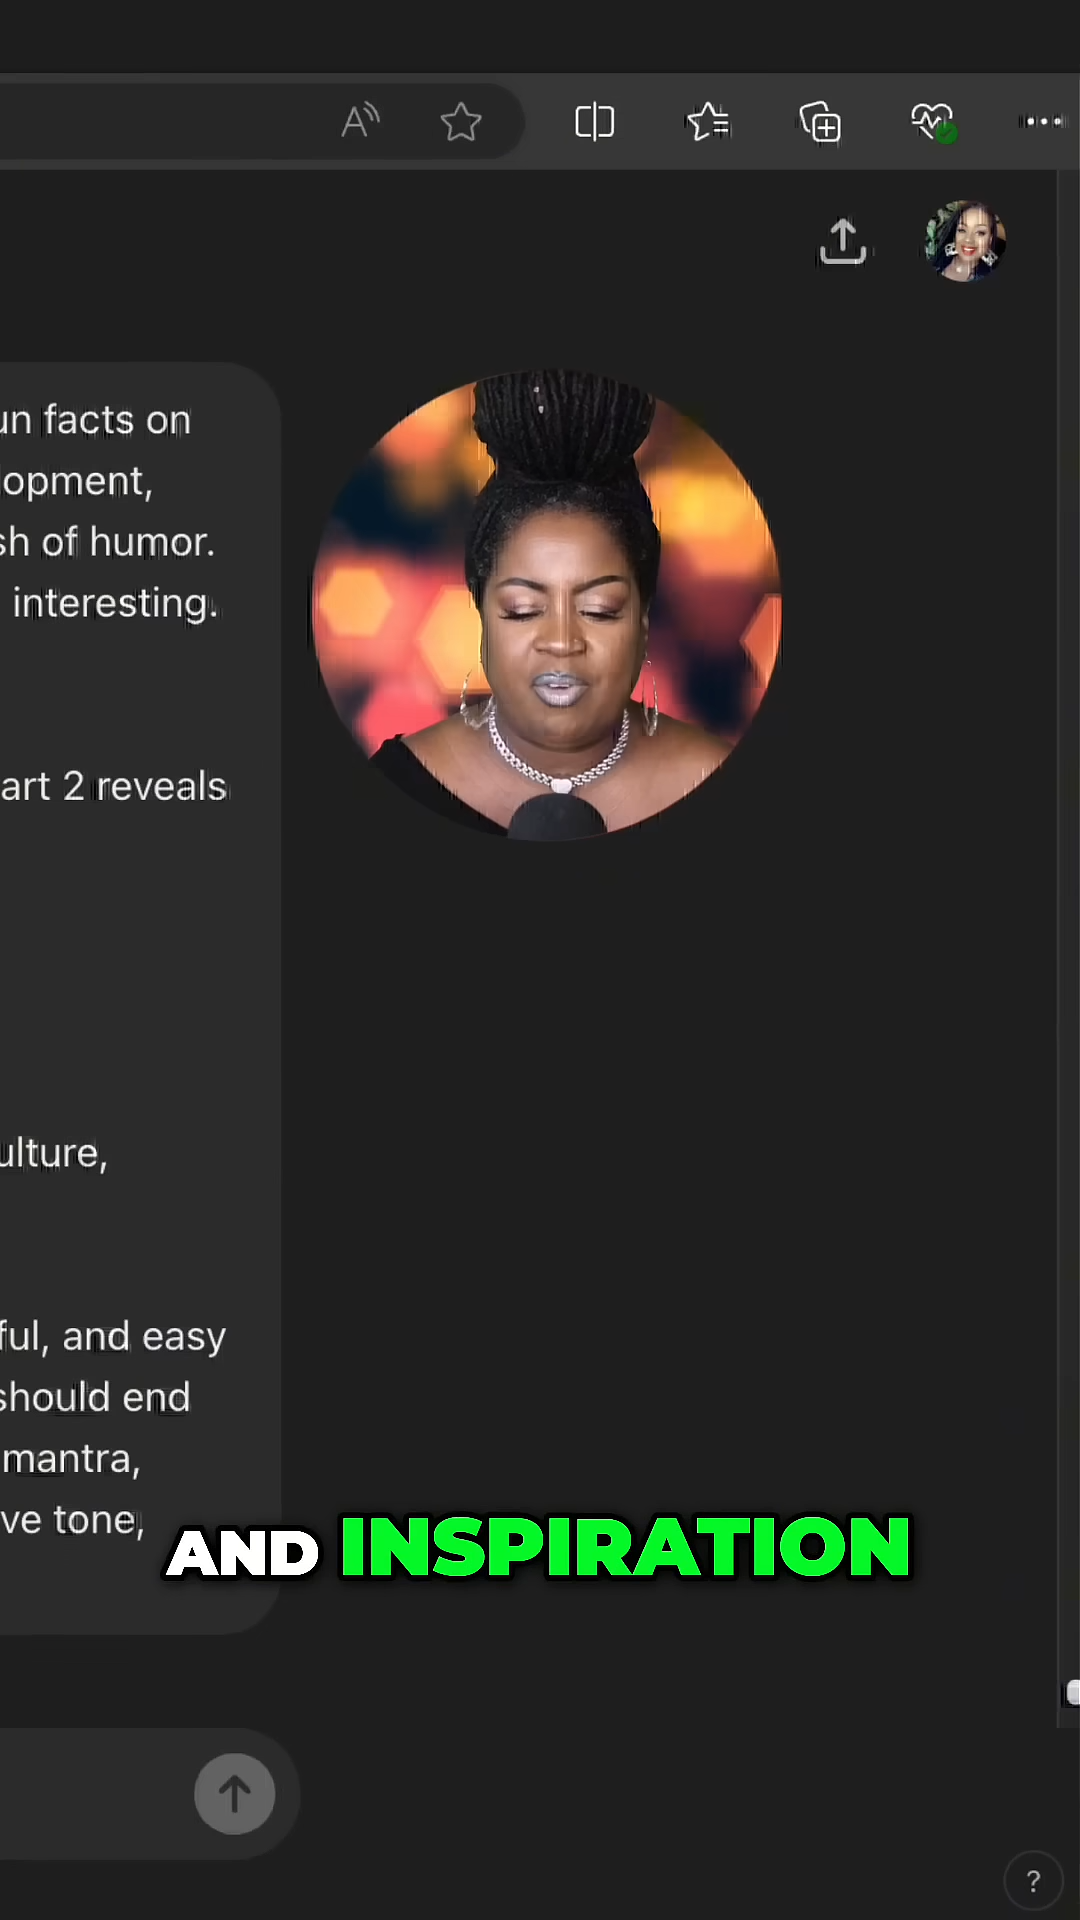 un facts on
lopment,
sh of humor.
interesting.
art 2 reveals
ulture,
ful, and easy
should end
mantra,
ve tone,
AND INSPIRATION
?